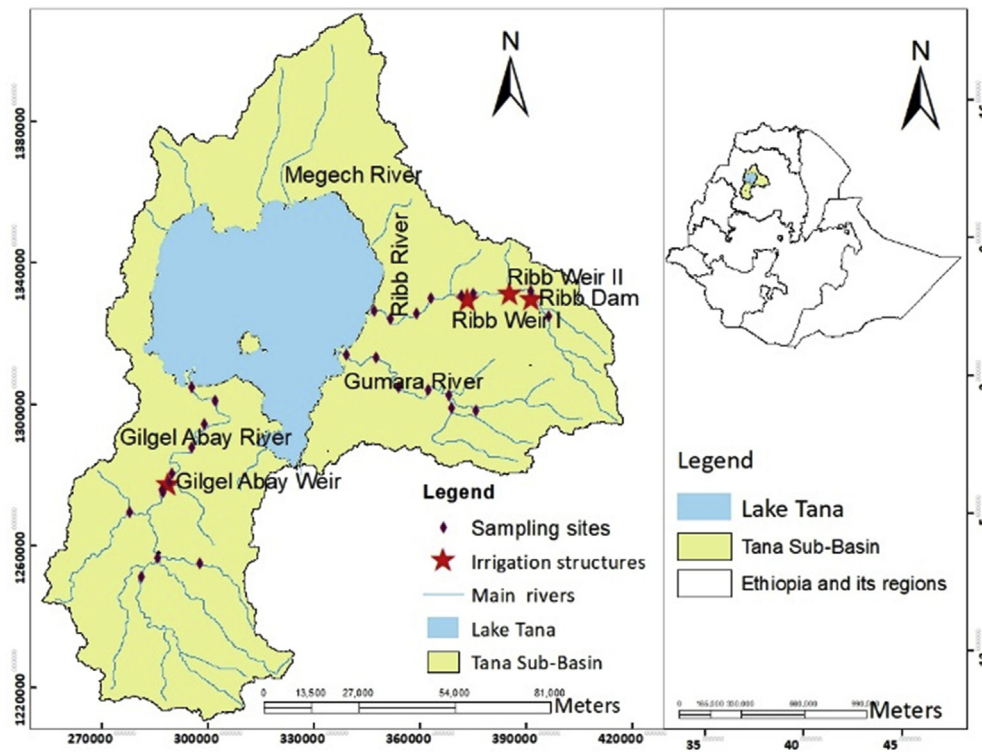 N
N
1380000
1340000
1300000
1260000
1220000
Megech River
Ribb River
Ribb Weir II
Ribb Dam
Ribb Weir I
Gumara River
Gilgel Abay River
Gilgel Abay Weir
Legend
Sampling sites
Irrigation structures
Main rivers
Lake Tana
Tana Sub-Basin
0 13,500 27,000 54,000 81,000
Meters
270000 300000 330000 360000 390000 420000
Legend
Lake Tana
Tana Sub-Basin
Ethiopia and its regions
Meters
35 40 45